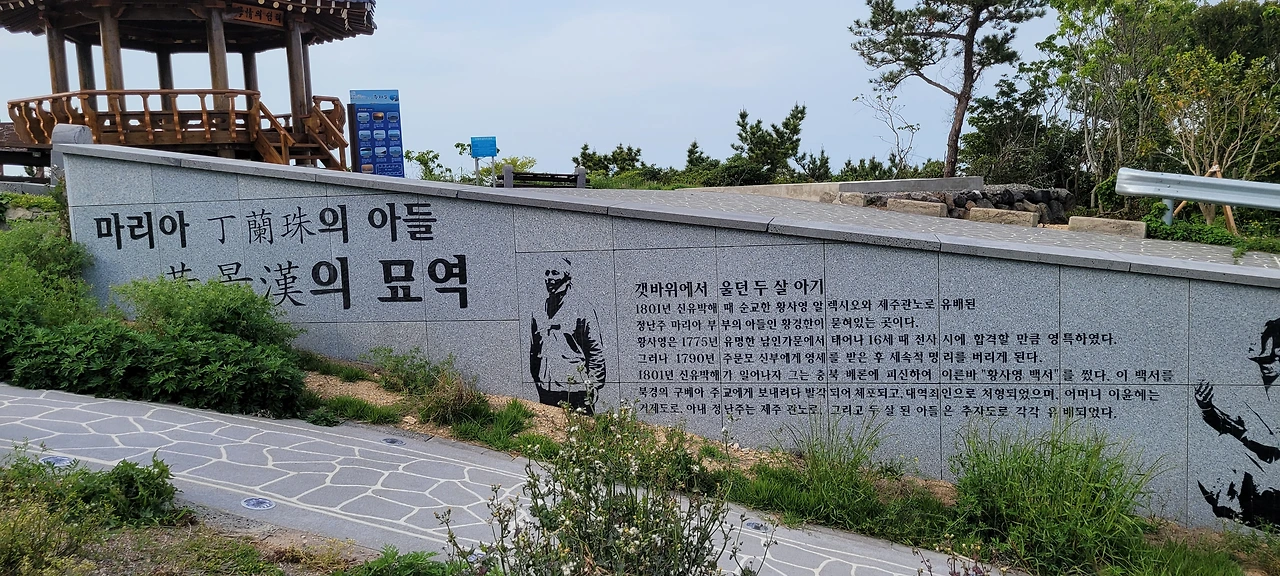 마리아 丁蘭珠의 아들
黃景漢의 묘역
갯바위에서 울던 두 살 아기
1801년 신유박해 때 순교한 황사영 알렉시오와 제주관노로 유배된
정난주 마리아 부부의 아들인 황경한이 묻혀있는 곳이다.
황사영은 1775년 유명한 남인가문에서 태어나 16세 때 진사시에 합격할 만큼 영특하였다.
그러나 1790년 주문모 신부에게 영세를 받은 후 세속적 명리를 버리게 된다.
1801년 신유박해가 일어나자 그는 충북 베론에 피신하여 이른바 "황사영 백서"를 썼다. 이 백서를
북경의 구베아 주교에게 보내려다 발각되어 체포되고, 대역죄인으로 처형되었으며, 어머니 이윤혜는
거제도로, 아내 정난주는 제주 관노로, 그리고 두 살 된 아들은 추자도로 각각 유배되었다.